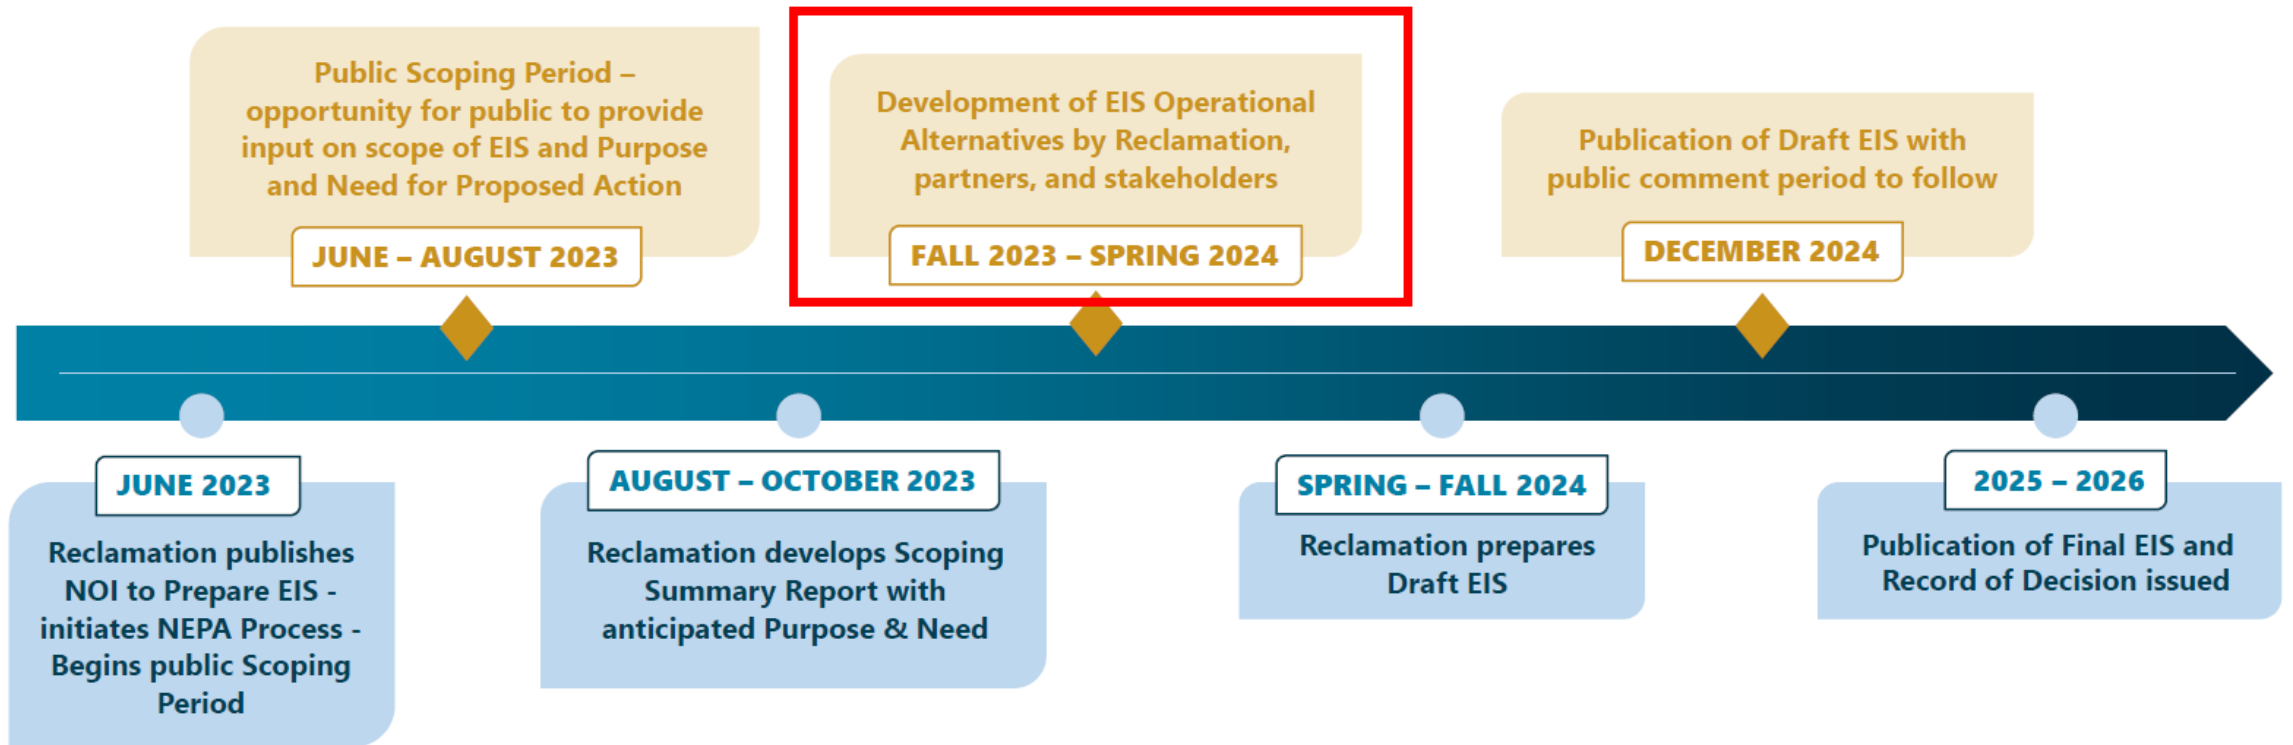 Public Scoping Period –
opportunity for public to provide
input on scope of EIS and Purpose
and Need for Proposed Action
JUNE – AUGUST 2023
Development of EIS Operational
Alternatives by Reclamation,
partners, and stakeholders
FALL 2023 – SPRING 2024
Publication of Draft EIS with
public comment period to follow
DECEMBER 2024
JUNE 2023
Reclamation publishes
NOI to Prepare EIS -
initiates NEPA Process -
Begins public Scoping
Period
AUGUST – OCTOBER 2023
Reclamation develops Scoping
Summary Report with
anticipated Purpose & Need
SPRING – FALL 2024
Reclamation prepares
Draft EIS
2025 – 2026
Publication of Final EIS and
Record of Decision issued